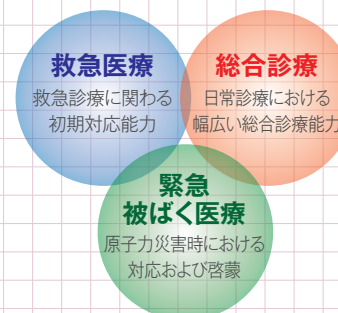 救急医療
救急診療に関わる
初期対応能力
総合診療
日常診療における
幅広い総合診療能力
緊急
被ばく医療
原子力災害時における
対応および啓蒙